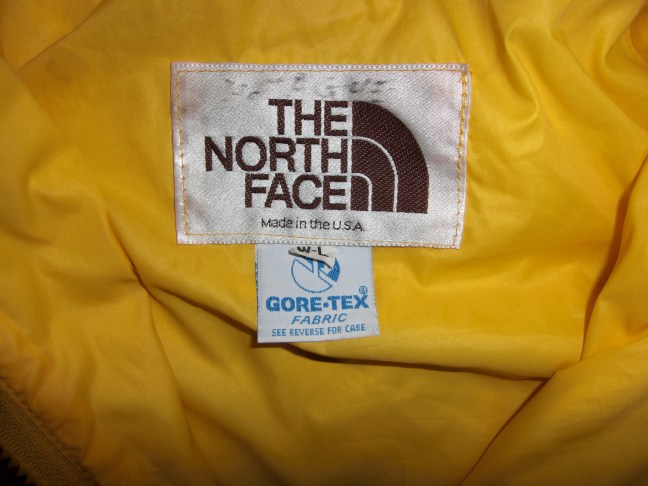 THE
NORTH
FACE
Made in the U.S.A.
W-L
GORE-TEX®
FABRIC
SEE REVERSE FOR CARE